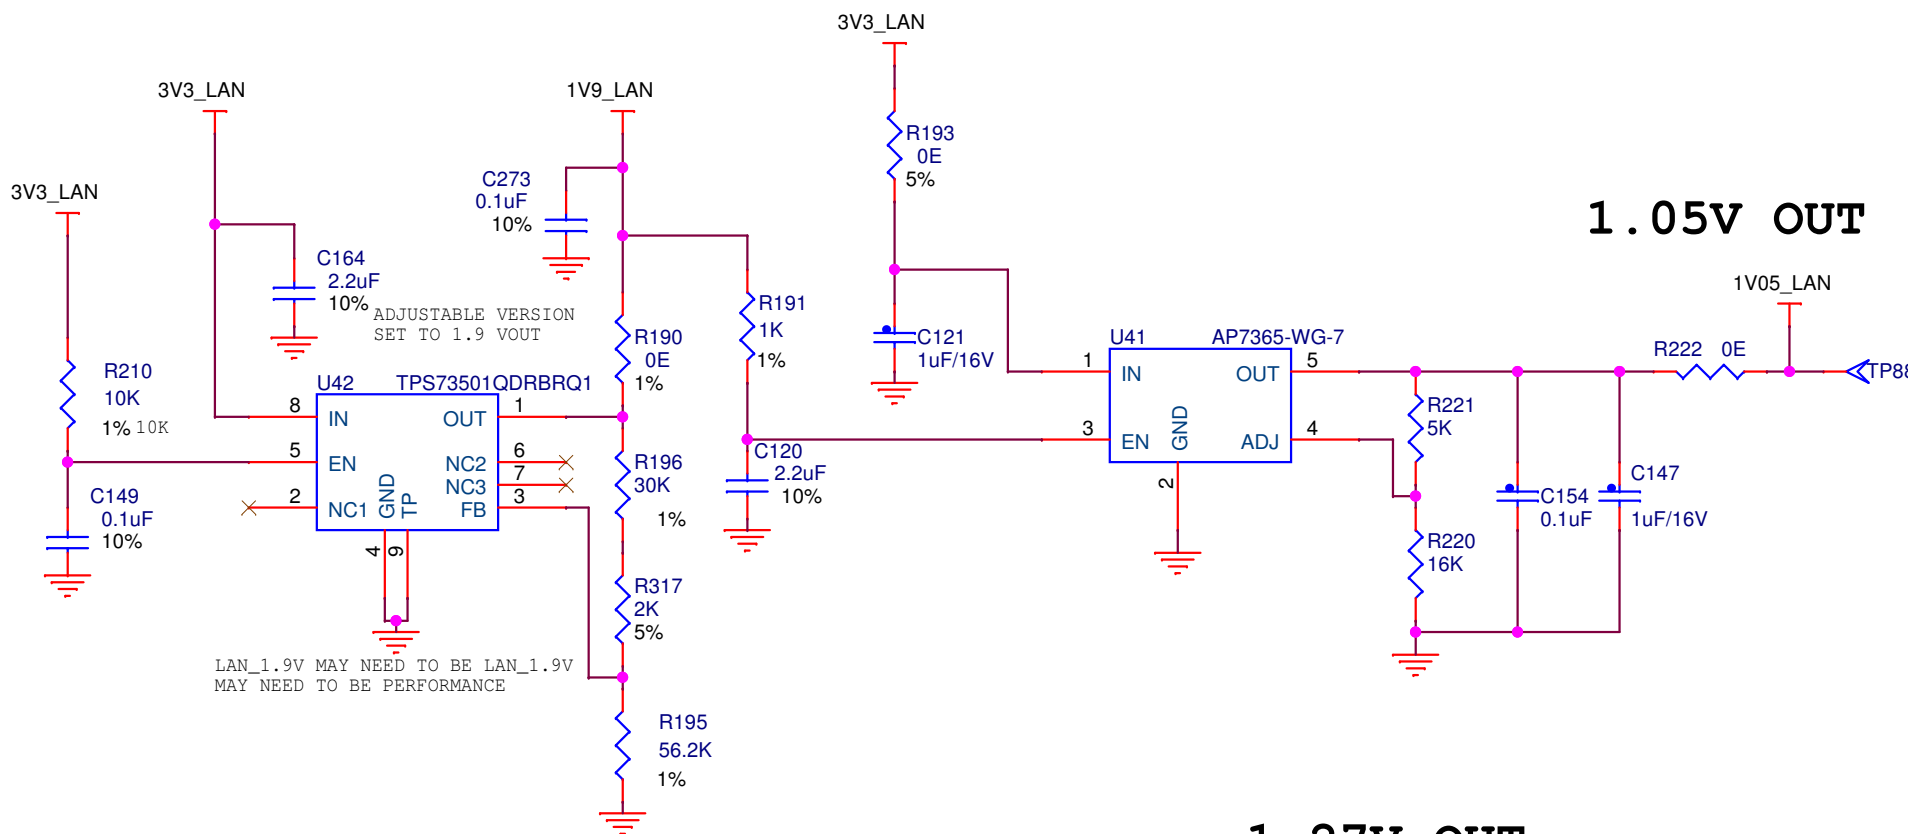 3V3_LAN
3V3_LAN
1V9_LAN
3V3_LAN
C273
0.1uF
10%
R193
0E
5%
1.05V OUT
C164
2.2uF
10%
ADJUSTABLE VERSION
SET TO 1.9 VOUT
R190
0E
1%
R191
1K
1%
C121
1uF/16V
1V05_LAN
R210
10K
1% 10K
C149
0.1uF
10%
U42 TPS73501QDRBRQ1
8 IN OUT 1
5 EN NC2 6
NC3 7
2 NC1 FB 3
GND
TP
4
9
R196
30K
1%
R317
2K
5%
R195
56.2K
1%
LAN_1.9V MAY NEED TO BE LAN_1.9V
MAY NEED TO BE PERFORMANCE
C120
2.2uF
10%
U41 AP7365-WG-7
1 IN OUT 5
3 EN ADJ 4
GND
2
R222 0E
R221
5K
R220
16K
C154
0.1uF
C147
1uF/16V